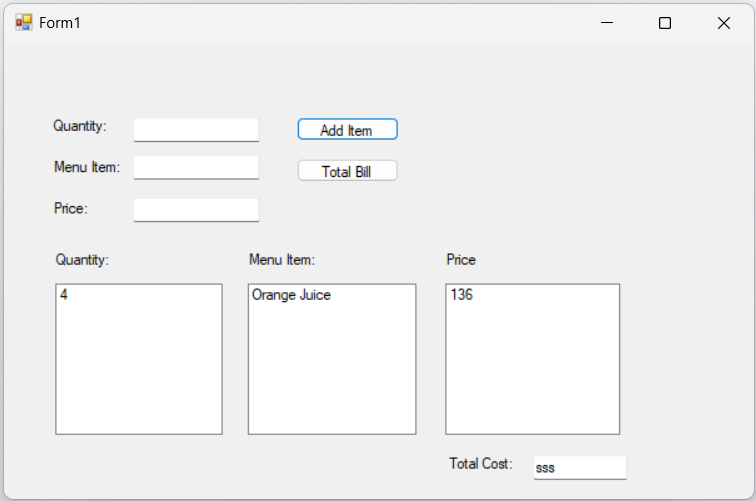 Form1
Quantity:
Add Item
Menu Item:
Total Bill
Price:
Quantity: Menu Item: Price
4 Orange Juice 136
Total Cost: sss